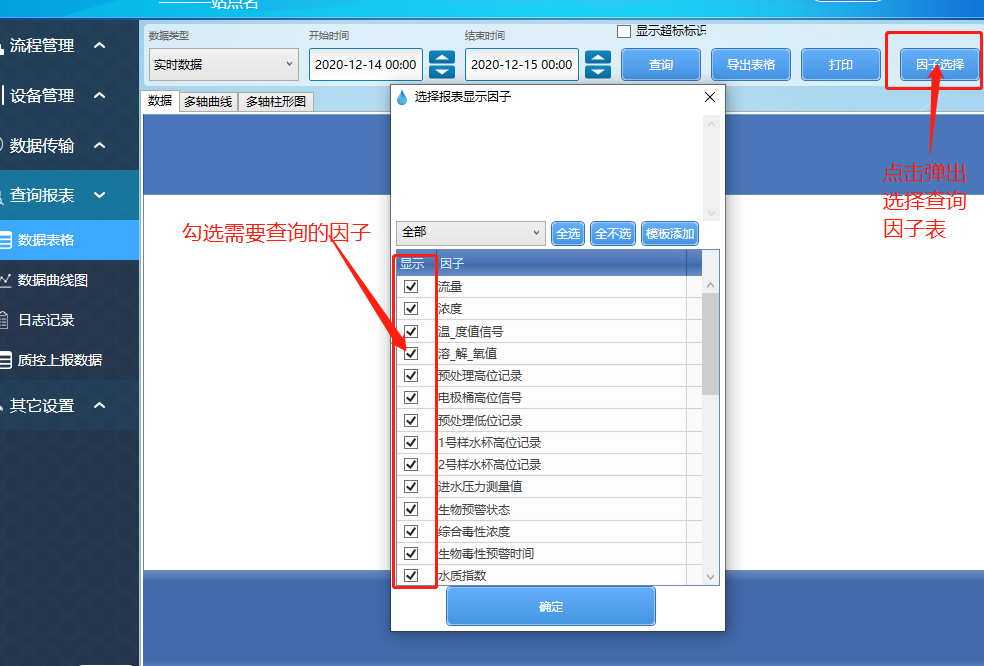 站点名
流程管理
设备管理
数据传输
查询报表
数据表格
数据曲线图
日志记录
质控上报数据
其它设置
数据类型
开始时间
结束时间
显示超标标识
实时数据
2020-12-14 00:00
2020-12-15 00:00
查询
导出表格
打印
因子选择
数据
多轴曲线
多轴柱形图
选择报表显示因子
点击弹出
选择查询
因子表
勾选需要查询的因子
全部
全选
全不选
模板添加
显示
因子
流量
浓度
温_度值信号
溶_解_氧值
预处理高位记录
电极桶高位信号
预处理低位记录
1号样水杯高位记录
2号样水杯高位记录
进水压力测量值
生物预警状态
综合毒性浓度
生物毒性预警时间
水质指数
确定